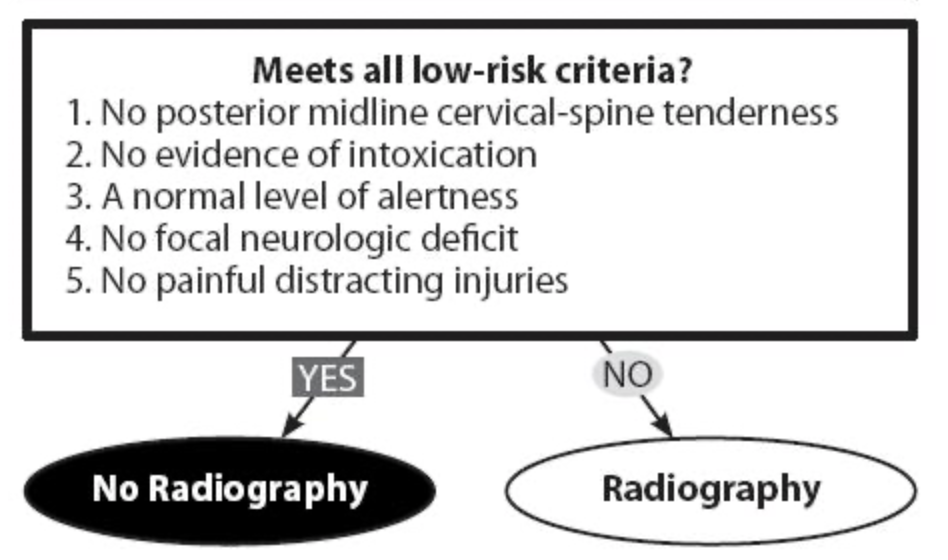 Meets all low-risk criteria?
1. No posterior midline cervical-spine tenderness
2. No evidence of intoxication
3. A normal level of alertness
4. No focal neurologic deficit
5. No painful distracting injuries
YES
NO
No Radiography
Radiography